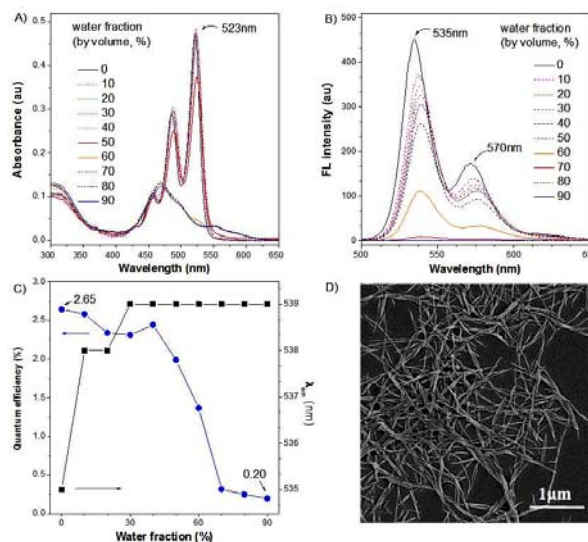 A)
523nm
water fraction
(by volume, %)
0
10
20
30
40
50
60
70
80
90
Absorbance (au)
0.5
0.4
0.3
0.2
0.1
0.0
300 350 400 450 500 550 600 650
Wavelength (nm)
B)
535nm
water fraction
(by volume, %)
0
10
20
30
40
50
60
70
80
90
570nm
FL intensity (au)
500
400
300
200
100
0
500 550 600 650
Wavelength (nm)
C)
2.65
0.20
Quantum efficiency (%)
3.0
2.5
2.0
1.5
1.0
0.5
0.0
539
538
537
536
535
λem (nm)
0 30 60 90
Water fraction (%)
D)
1μm